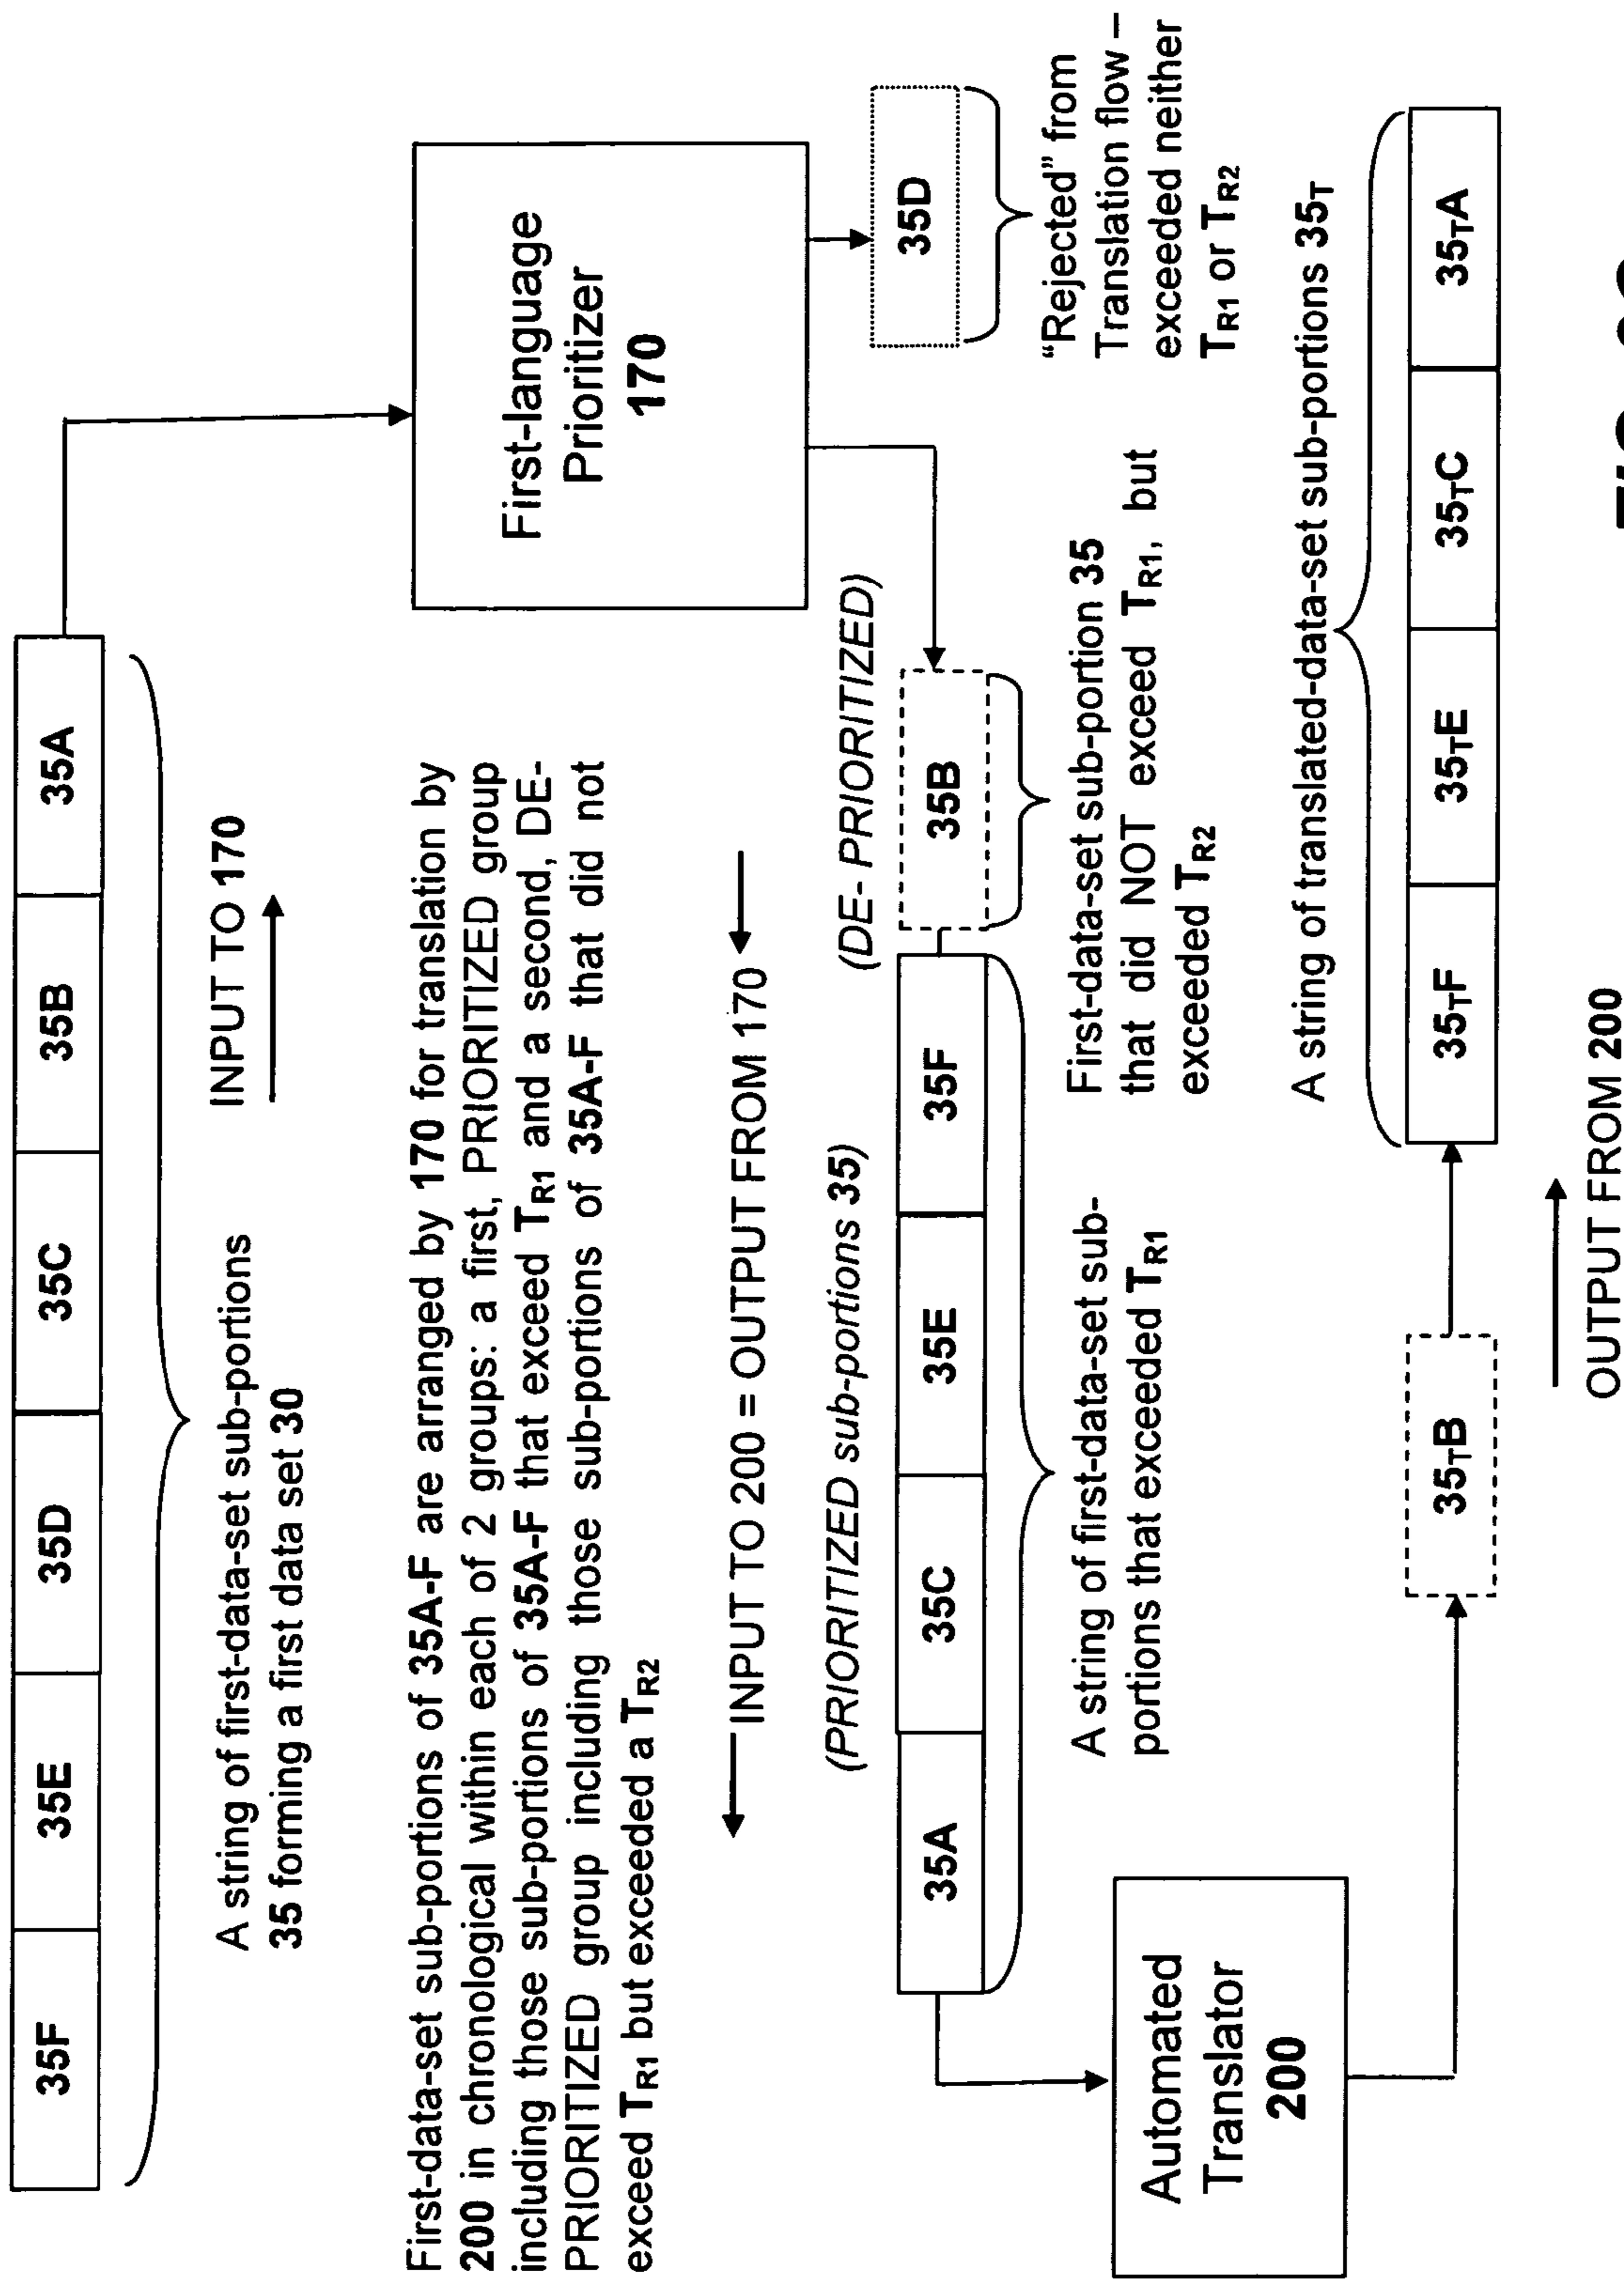 35F 35E 35D 35C 35B 35A
A string of first-data-set sub-portions
35 forming a first data set 30
INPUT TO 170
First-language
Prioritizer
170
First-data-set sub-portions of 35A-F are arranged by 170 for translation by
200 in chronological within each of 2 groups: a first, PRIORITIZED group
including those sub-portions of 35A-F that exceed TR1 and a second, DE-
PRIORITIZED group including those sub-portions of 35A-F that did not
exceed TR1 but exceeded a TR2
INPUT TO 200 = OUTPUT FROM 170
(PRIORITIZED sub-portions 35)
(DE- PRIORITIZED)
35A 35C 35E 35F
35B
35D
A string of first-data-set sub-
portions that exceeded TR1
First-data-set sub-portion 35
that did NOT exceed TR1, but
exceeded TR2
"Rejected" from
Translation flow –
exceeded neither
TR1 or TR2
Automated
Translator
200
A string of translated-data-set sub-portions 35T
35TB
35TF 35TE 35TC 35TA
OUTPUT FROM 200